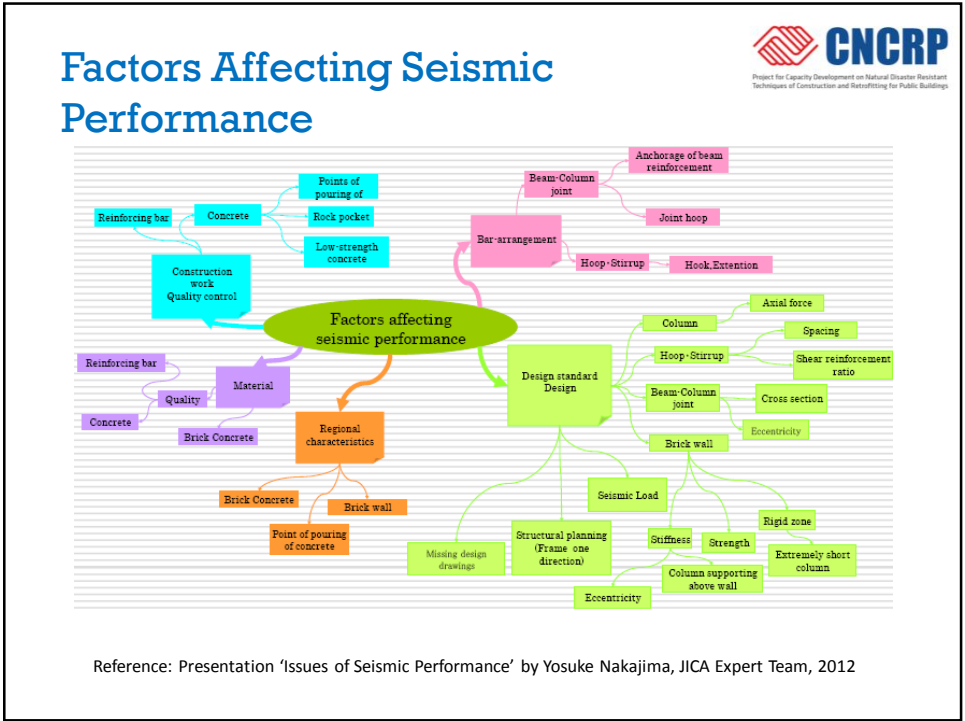 Factors Affecting Seismic
Performance
CNCRP
Project for Capacity Development on Natural Disaster Resistant
Techniques of Construction and Retrofitting for Public Buildings
Points of
pouring of
Reinforcing bar
Concrete
Rock pocket
Low-strength
concrete
Construction
work
Quality control
Anchorage of beam
reinforcement
Beam-Column
joint
Joint hoop
Bar-arrangement
Hoop・Stirrup
Hook,Extention
Factors affecting
seismic performance
Reinforcing bar
Material
Quality
Concrete
Brick Concrete
Regional
characteristics
Brick Concrete
Brick wall
Point of pouring
of concrete
Design standard
Design
Axial force
Column
Spacing
Hoop・Stirrup
Shear reinforcement
ratio
Beam-Column
joint
Cross section
Eccentricity
Brick wall
Seismic Load
Structural planning
(Frame one
direction)
Missing design
drawings
Stiffness
Strength
Rigid zone
Extremely short
column
Column supporting
above wall
Eccentricity
Reference: Presentation ‘Issues of Seismic Performance’ by Yosuke Nakajima, JICA Expert Team, 2012